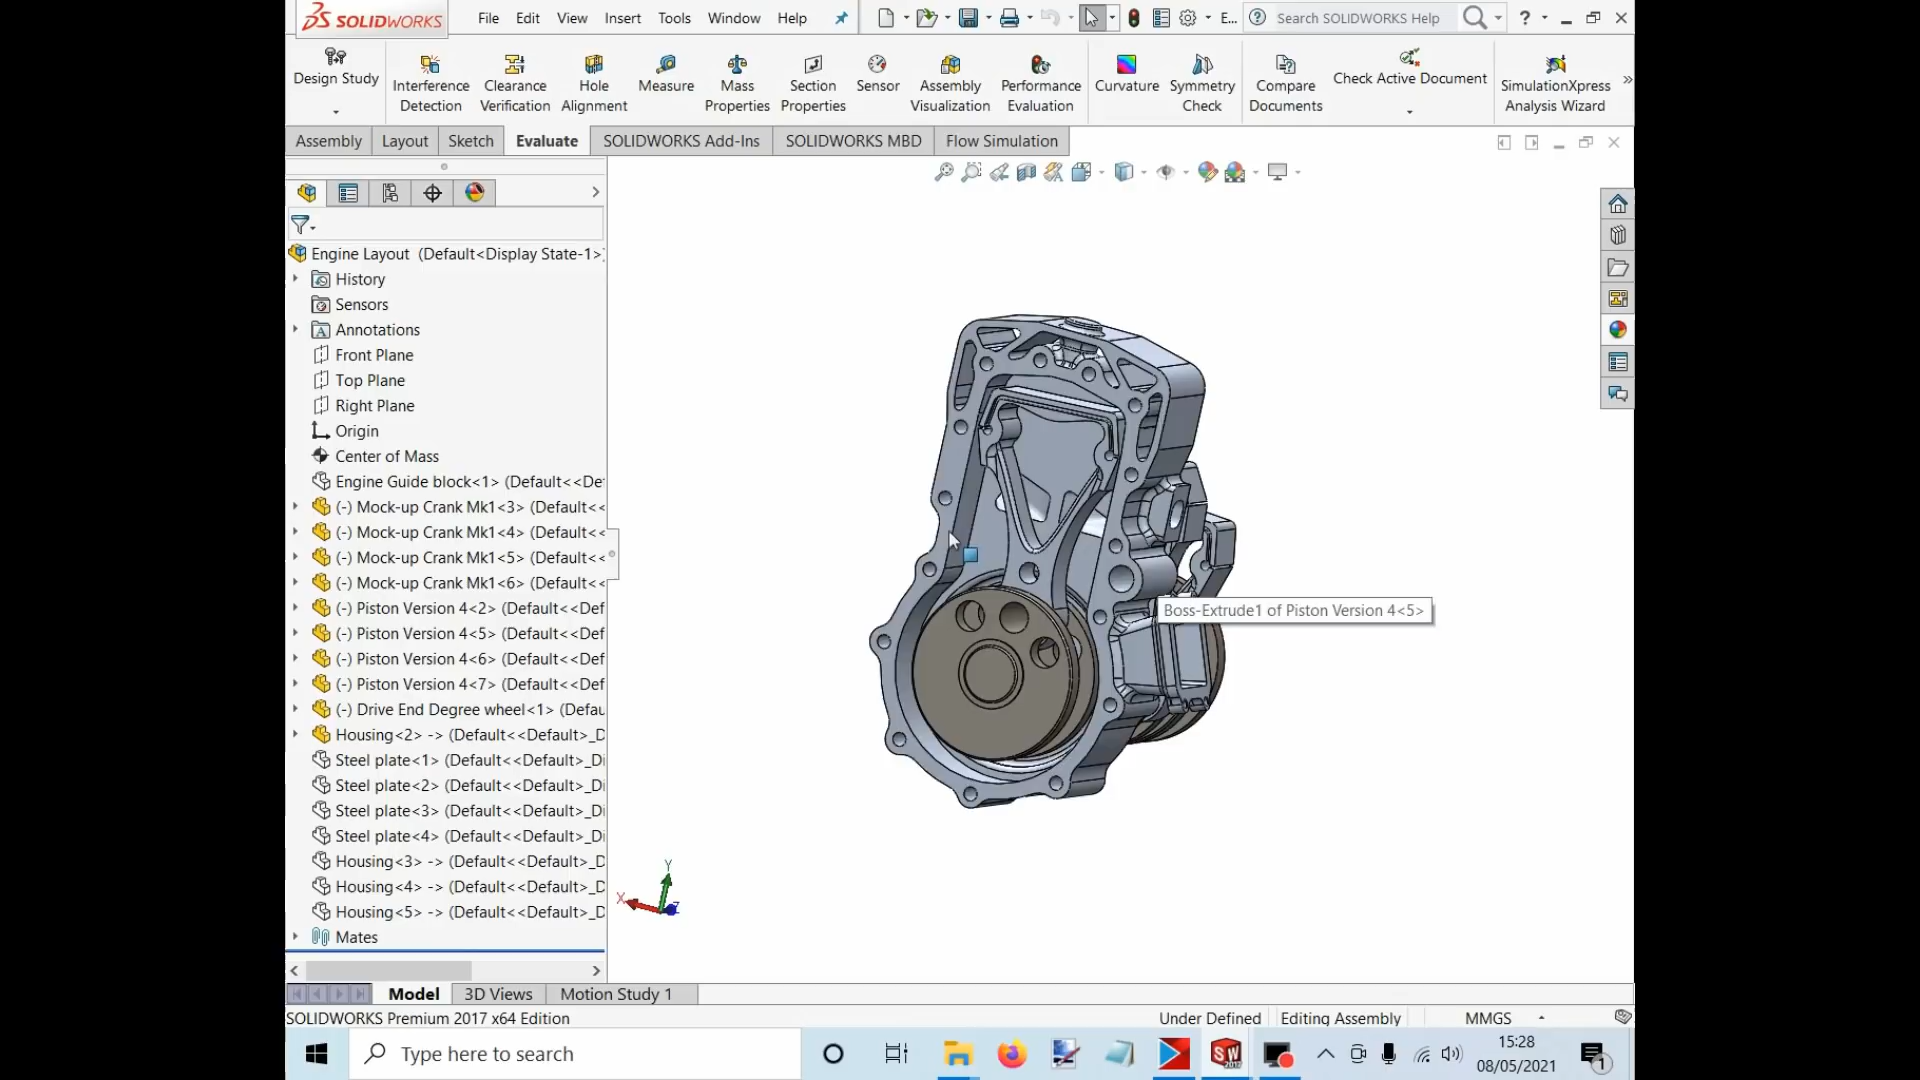 SOLIDWORKS File Edit View Insert Tools Window Help E... Search SOLIDWORKS Help ?
Design Study
Interference Detection
Clearance Verification
Hole Alignment
Measure
Mass Properties
Section Properties
Sensor
Assembly Visualization
Performance Evaluation
Curvature
Symmetry Check
Compare Documents
Check Active Document
SimulationXpress Analysis Wizard
Assembly Layout Sketch Evaluate SOLIDWORKS Add-Ins SOLIDWORKS MBD Flow Simulation
Engine Layout (Default<Display State-1>)
History
Sensors
Annotations
Front Plane
Top Plane
Right Plane
Origin
Center of Mass
Engine Guide block<1> (Default<<De
(-) Mock-up Crank Mk1<3> (Default<<
(-) Mock-up Crank Mk1<4> (Default<<
(-) Mock-up Crank Mk1<5> (Default<<
(-) Mock-up Crank Mk1<6> (Default<<
(-) Piston Version 4<2> (Default<<Def
(-) Piston Version 4<5> (Default<<Def
(-) Piston Version 4<6> (Default<<Def
(-) Piston Version 4<7> (Default<<Def
(-) Drive End Degree wheel<1> (Defau
Housing<2> -> (Default<<Default>_D
Steel plate<1> (Default<<Default>_Di
Steel plate<2> (Default<<Default>_Di
Steel plate<3> (Default<<Default>_Di
Steel plate<4> (Default<<Default>_Di
Housing<3> -> (Default<<Default>_D
Housing<4> -> (Default<<Default>_D
Housing<5> -> (Default<<Default>_D
Mates
Boss-Extrude1 of Piston Version 4<5>
Y
X
Z
Model 3D Views Motion Study 1
SOLIDWORKS Premium 2017 x64 Edition Under Defined Editing Assembly MMGS
Type here to search
15:28
08/05/2021
1